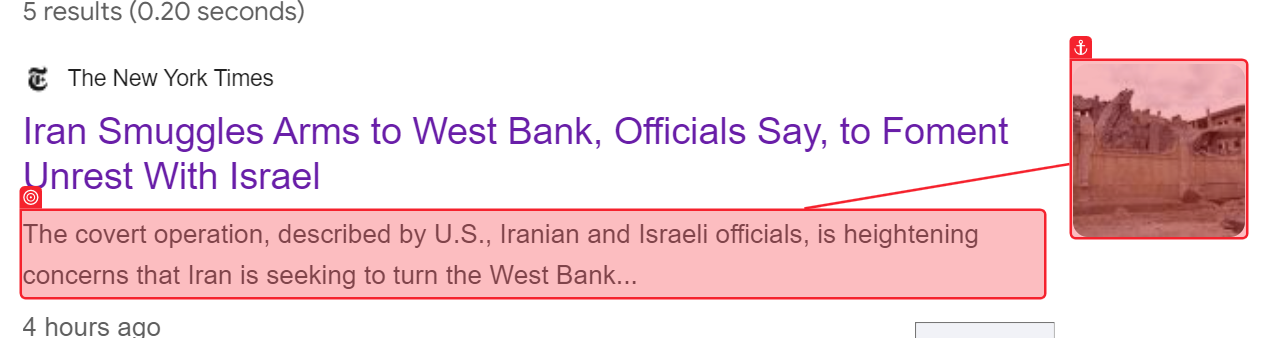 5 results (0.20 seconds)
The New York Times
Iran Smuggles Arms to West Bank, Officials Say, to Foment
Unrest With Israel
The covert operation, described by U.S., Iranian and Israeli officials, is heightening
concerns that Iran is seeking to turn the West Bank...
4 hours ago